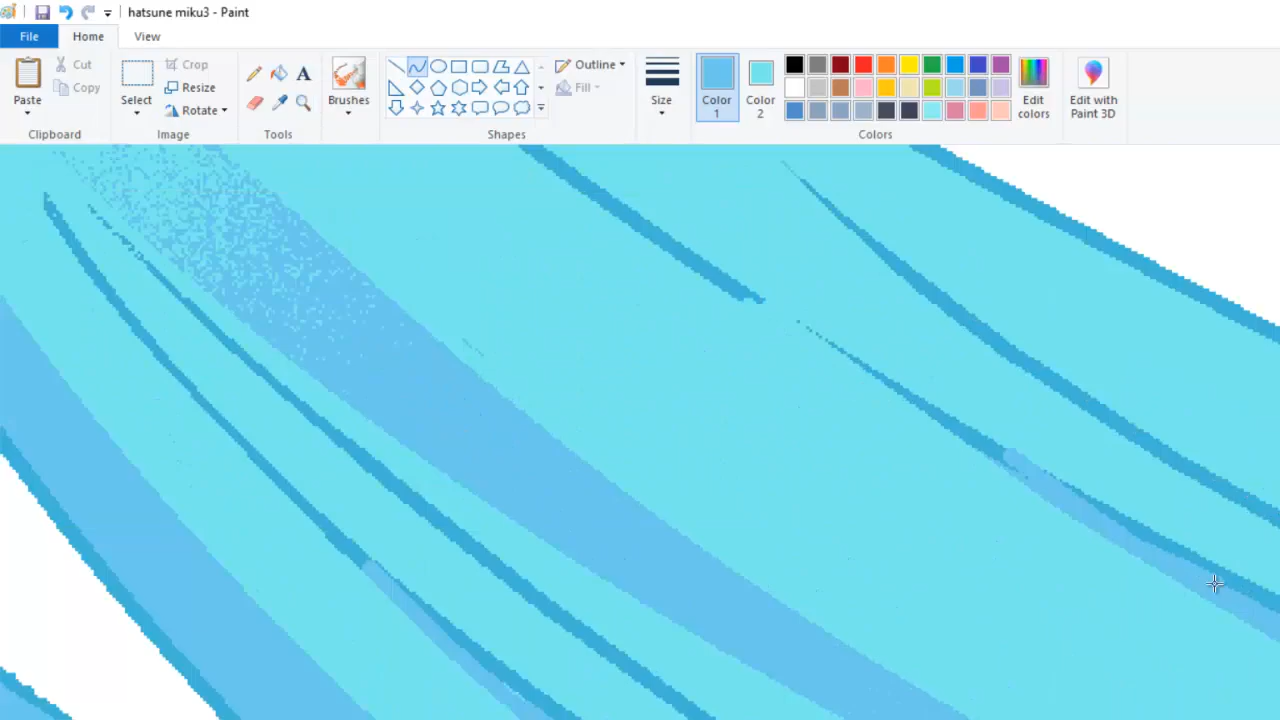 hatsune miku3 - Paint
File Home View
Paste
Cut
Copy
Clipboard
Select
Crop
Resize
Rotate
Image
Tools
Brushes
Outline
Fill
Shapes
Size
Color 1
Color 2
Edit colors
Colors
Edit with Paint 3D